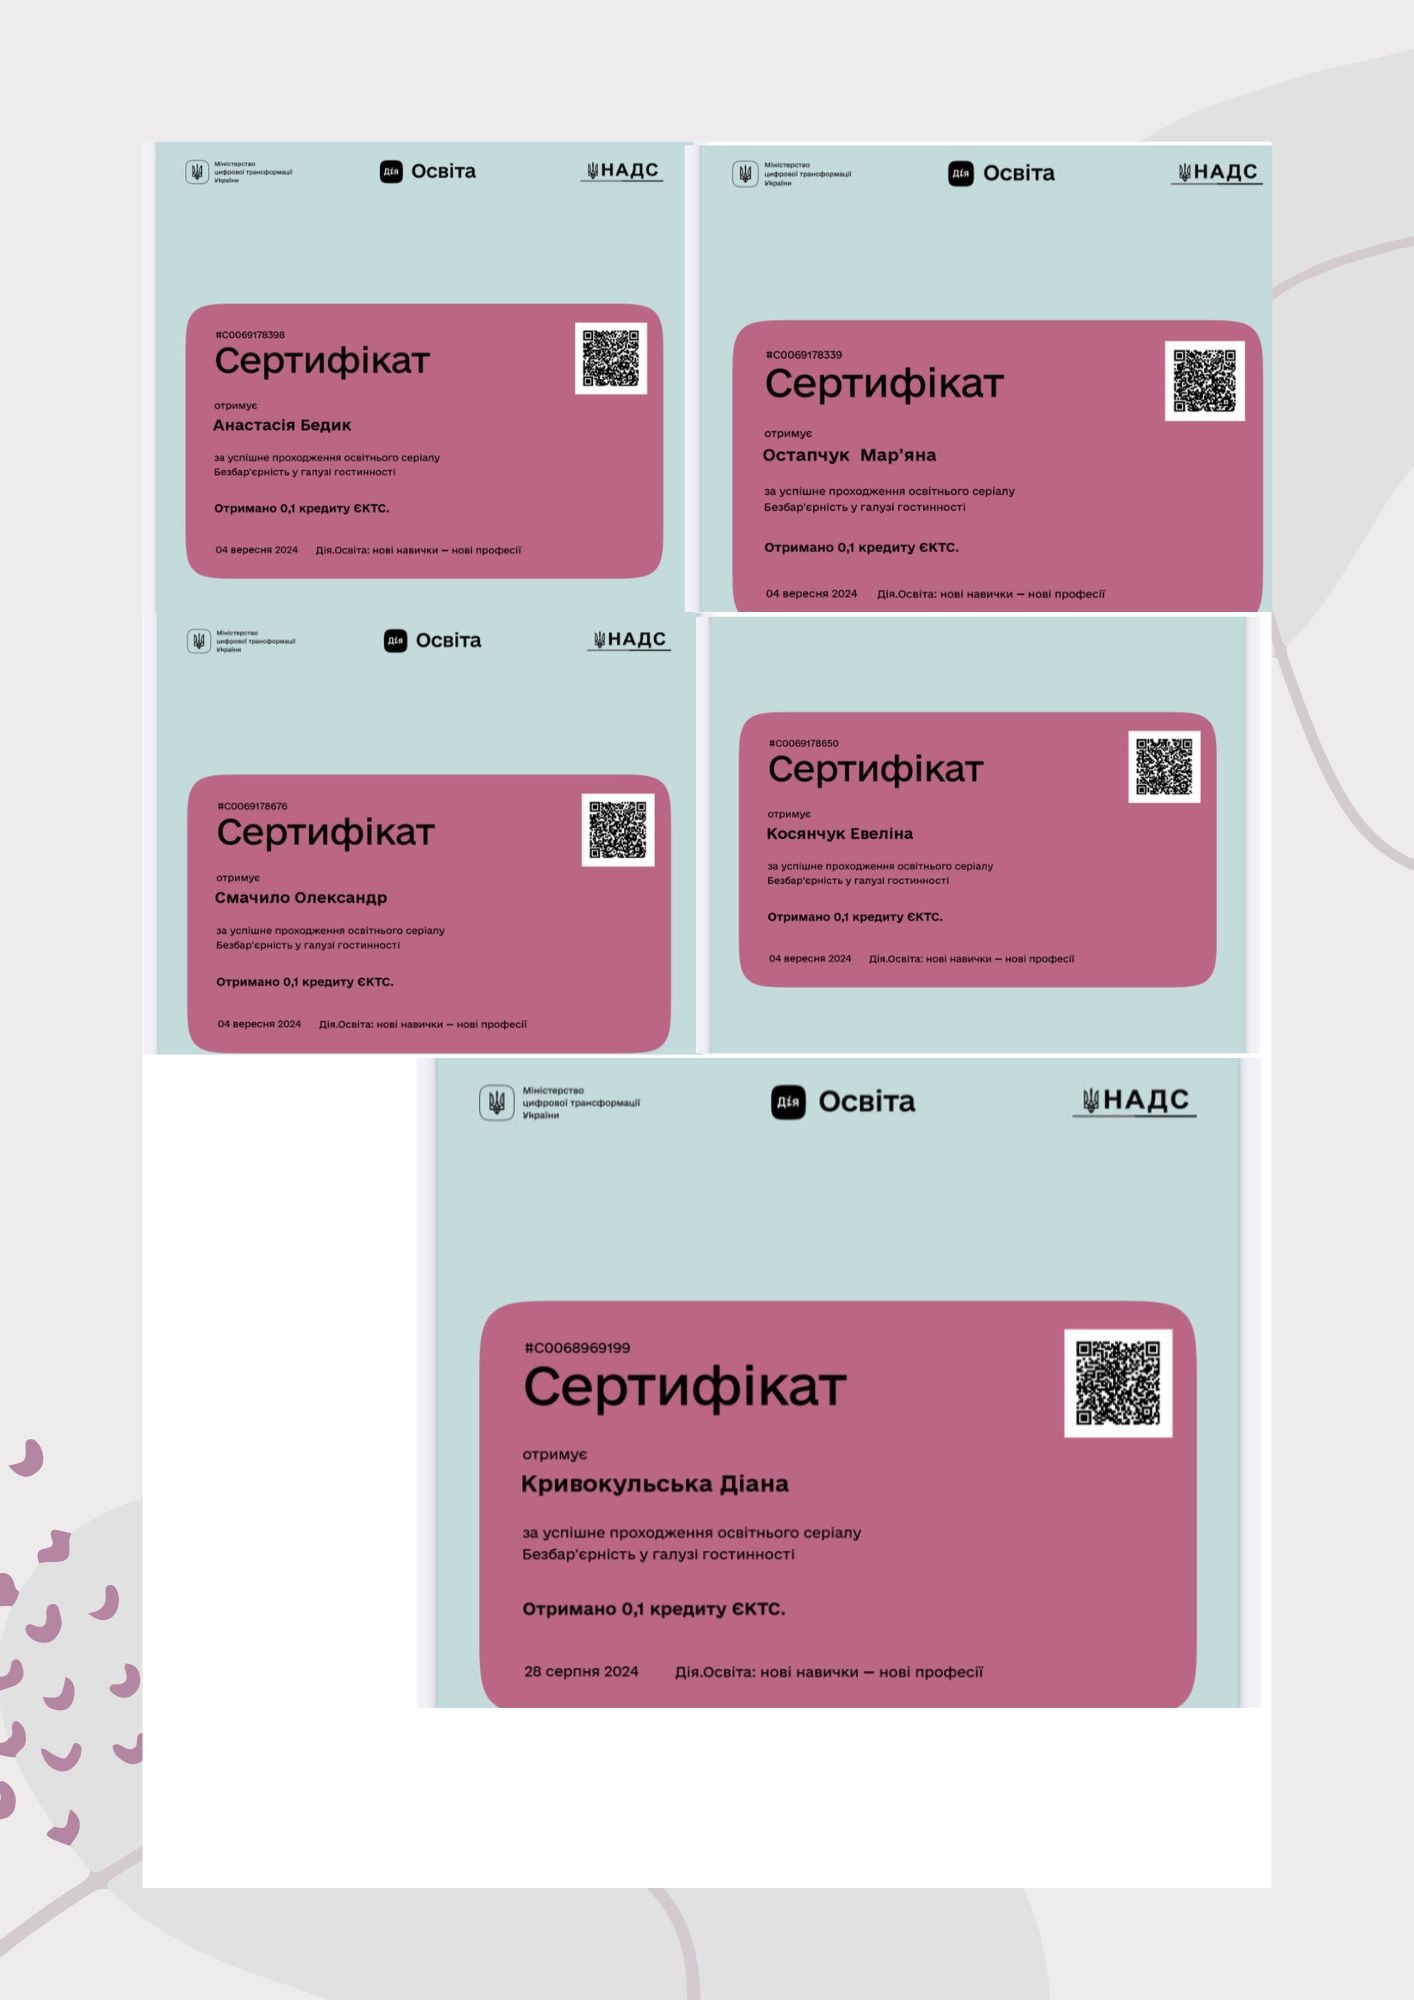 Міністерство
цифрової трансформації
України
Дія Освіта
НАДС
#C0069178398
Сертифікат
отримує
Анастасія Бедик
за успішне проходження освітнього серіалу
Безбар'єрність у галузі гостинності
Отримано 0,1 кредиту ЄКТС.
04 вересня 2024 Дія.Освіта: нові навички — нові професії
Міністерство
цифрової трансформації
України
Дія Освіта
НАДС
#C0069178339
Сертифікат
отримує
Остапчук Мар'яна
за успішне проходження освітнього серіалу
Безбар'єрність у галузі гостинності
Отримано 0,1 кредиту ЄКТС.
04 вересня 2024 Дія.Освіта: нові навички — нові професії
Міністерство
цифрової трансформації
України
Дія Освіта
НАДС
#C0069178676
Сертифікат
отримує
Смачило Олександр
за успішне проходження освітнього серіалу
Безбар'єрність у галузі гостинності
Отримано 0,1 кредиту ЄКТС.
04 вересня 2024 Дія.Освіта: нові навички — нові професії
#C0069178650
Сертифікат
отримує
Косянчук Евеліна
за успішне проходження освітнього серіалу
Безбар'єрність у галузі гостинності
Отримано 0,1 кредиту ЄКТС.
04 вересня 2024 Дія.Освіта: нові навички — нові професії
Міністерство
цифрової трансформації
України
Дія Освіта
НАДС
#C0068969199
Сертифікат
отримує
Кривокульська Діана
за успішне проходження освітнього серіалу
Безбар'єрність у галузі гостинності
Отримано 0,1 кредиту ЄКТС.
28 серпня 2024 Дія.Освіта: нові навички — нові професії